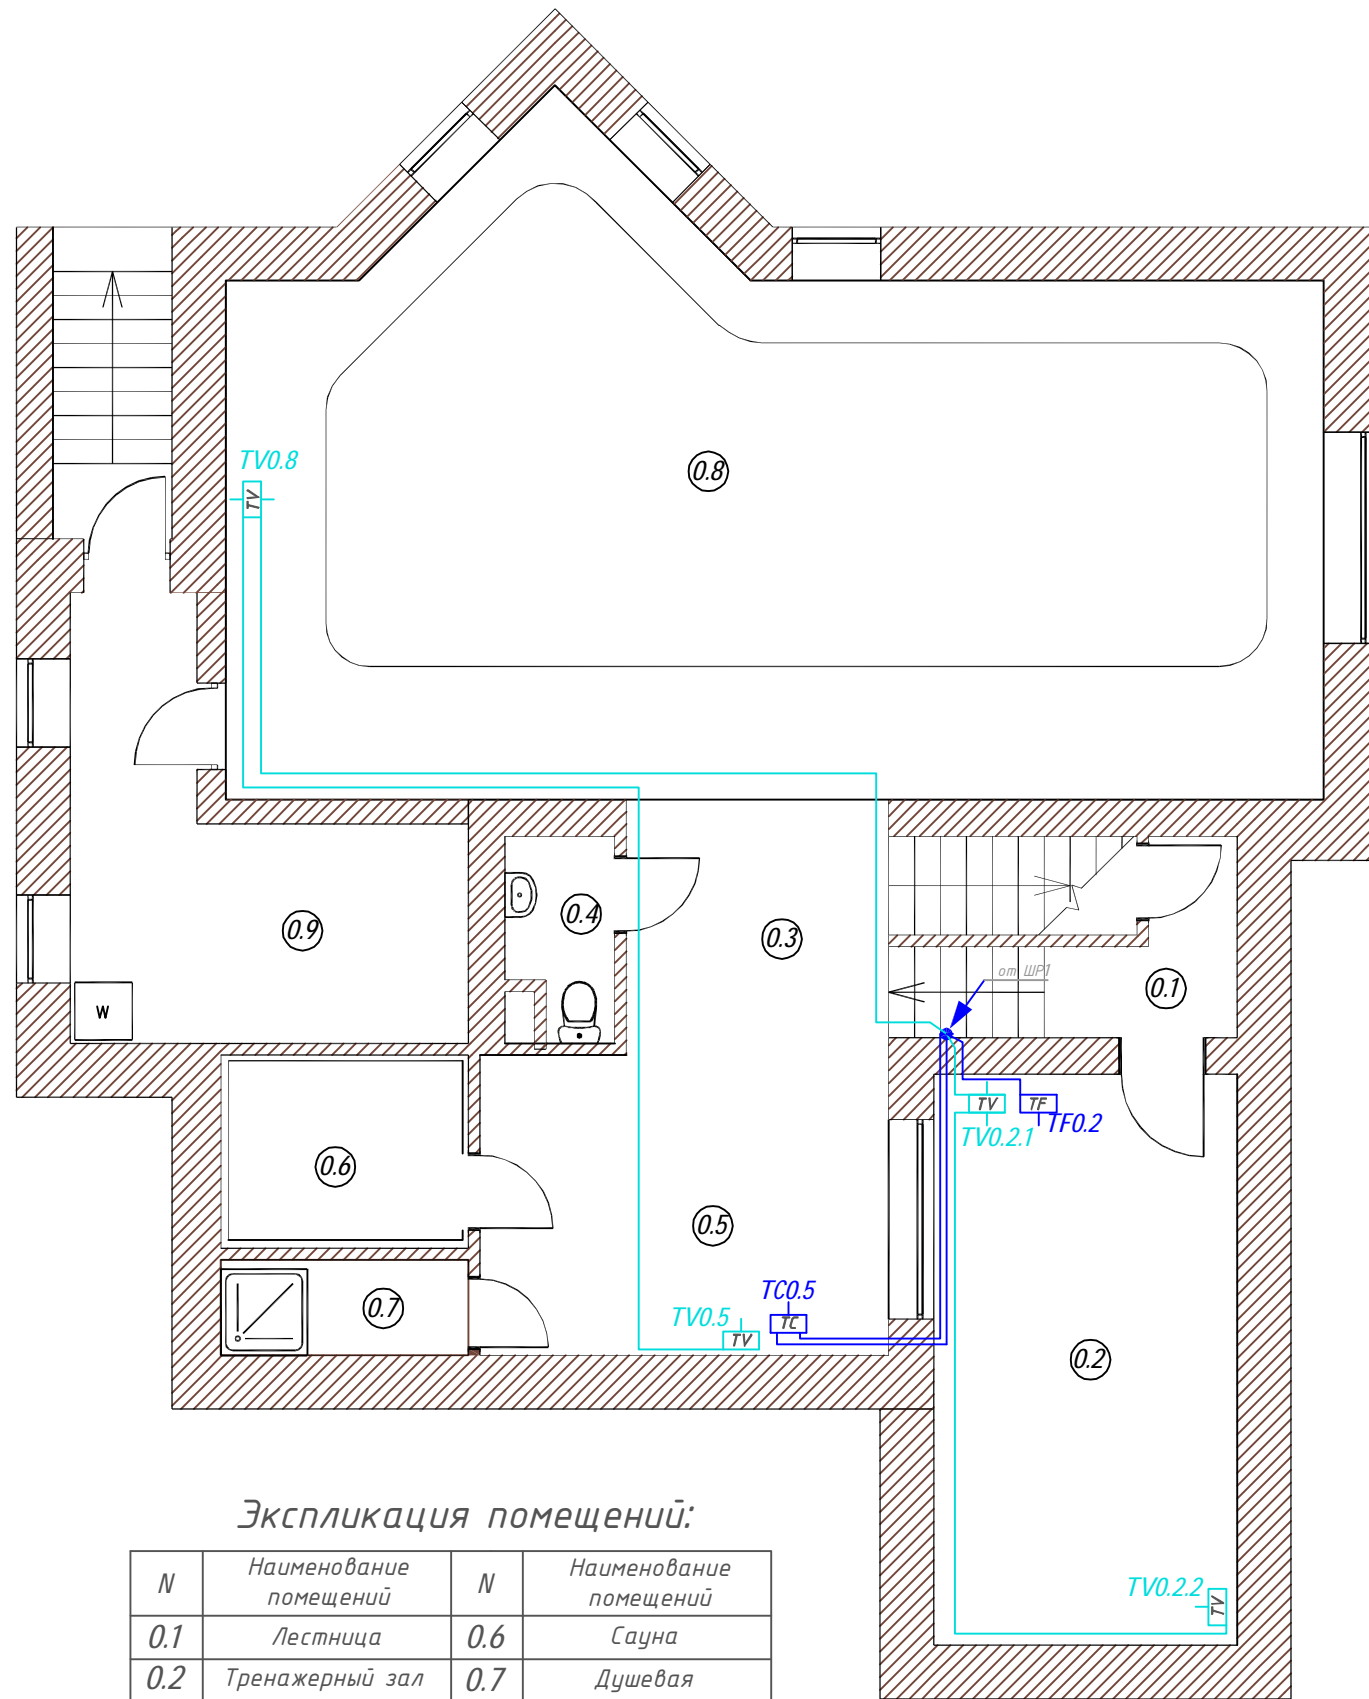 TV0.8
TV
0.8
0.4
0.3
0.9
от ШР1
0.1
W
TV
TF
TF0.2
TV0.2.1
0.6
0.5
TC0.5
0.7
TV0.5
TV
TC
0.2
TV0.2.2
TV
Экспликация помещений:
N Наименование помещений N Наименование помещений
0.1 Лестница 0.6 Сауна
0.2 Тренажерный зал 0.7 Душевая